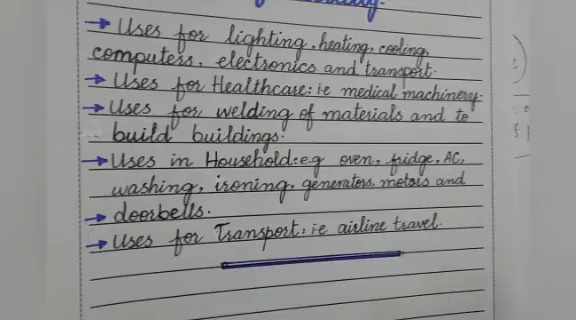 → Uses for lighting, heating, cooling,
computers, electronics and transport.
→ Uses for Healthcare: ie medical machinery.
→ Uses for welding of materials and to
build buildings.
→ Uses in Household: eg oven, fridge, AC,
washing, ironing, generators, motors and
→ doorbells.
→ Uses for Transport: ie airline travel.